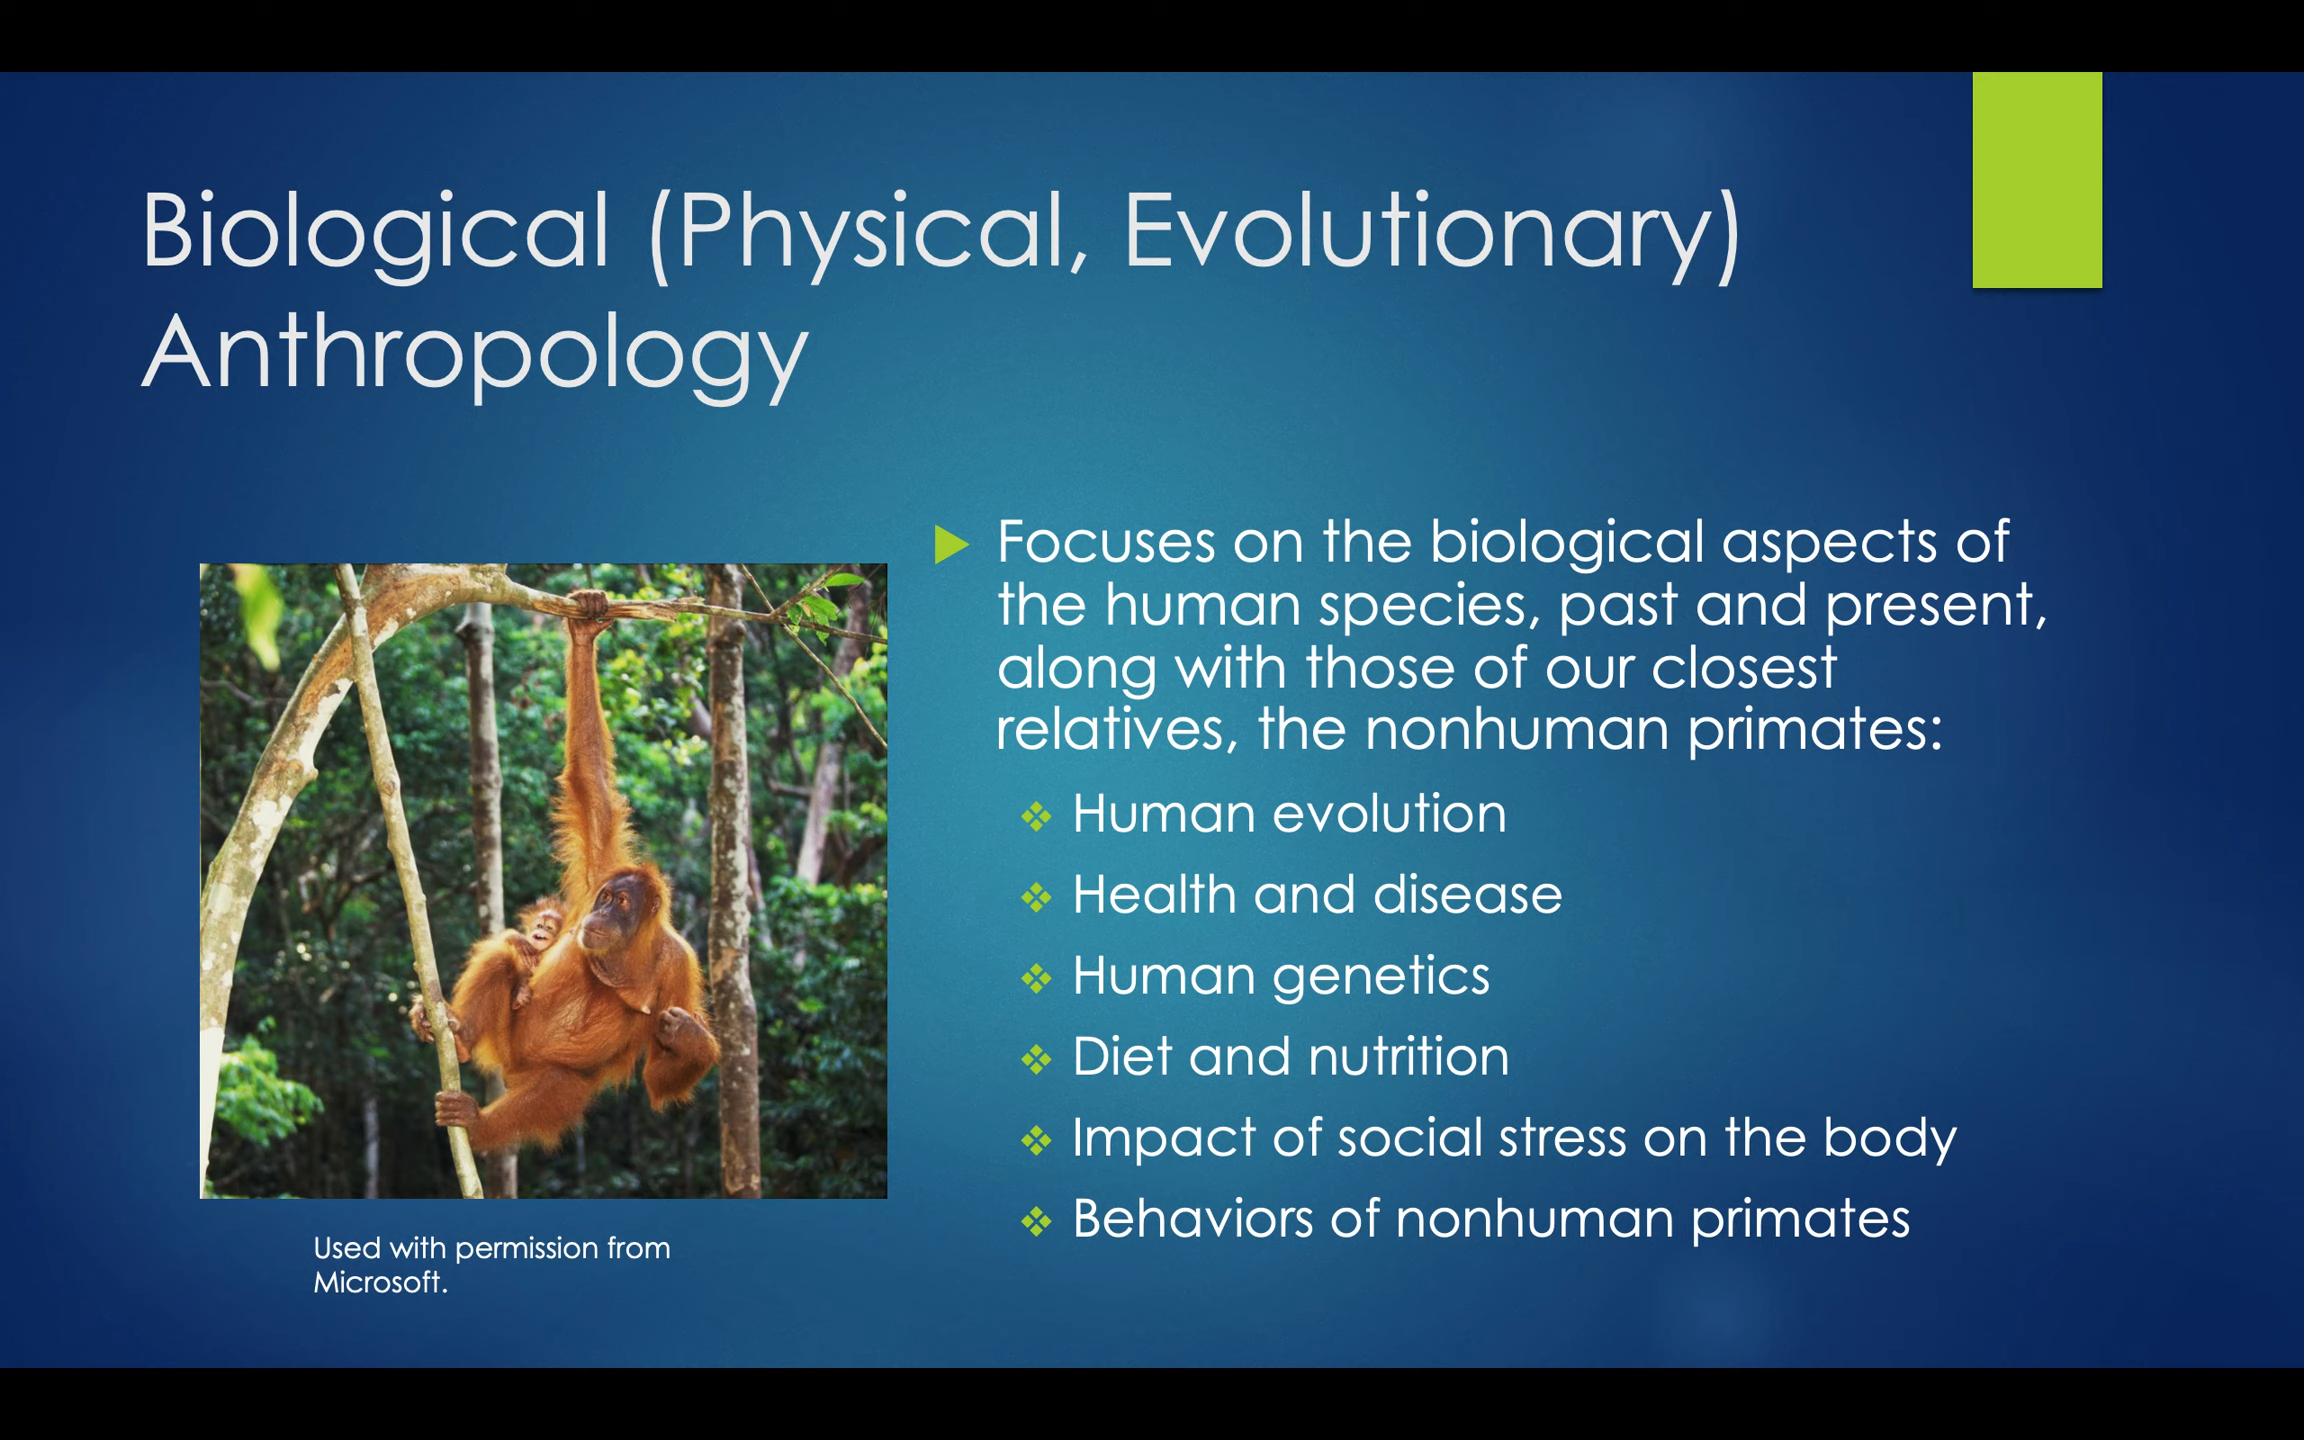 Biological (Physical, Evolutionary)
Anthropology
Focuses on the biological aspects of
the human species, past and present,
along with those of our closest
relatives, the nonhuman primates:
Human evolution
Health and disease
Human genetics
Diet and nutrition
Impact of social stress on the body
Behaviors of nonhuman primates
Used with permission from
Microsoft.